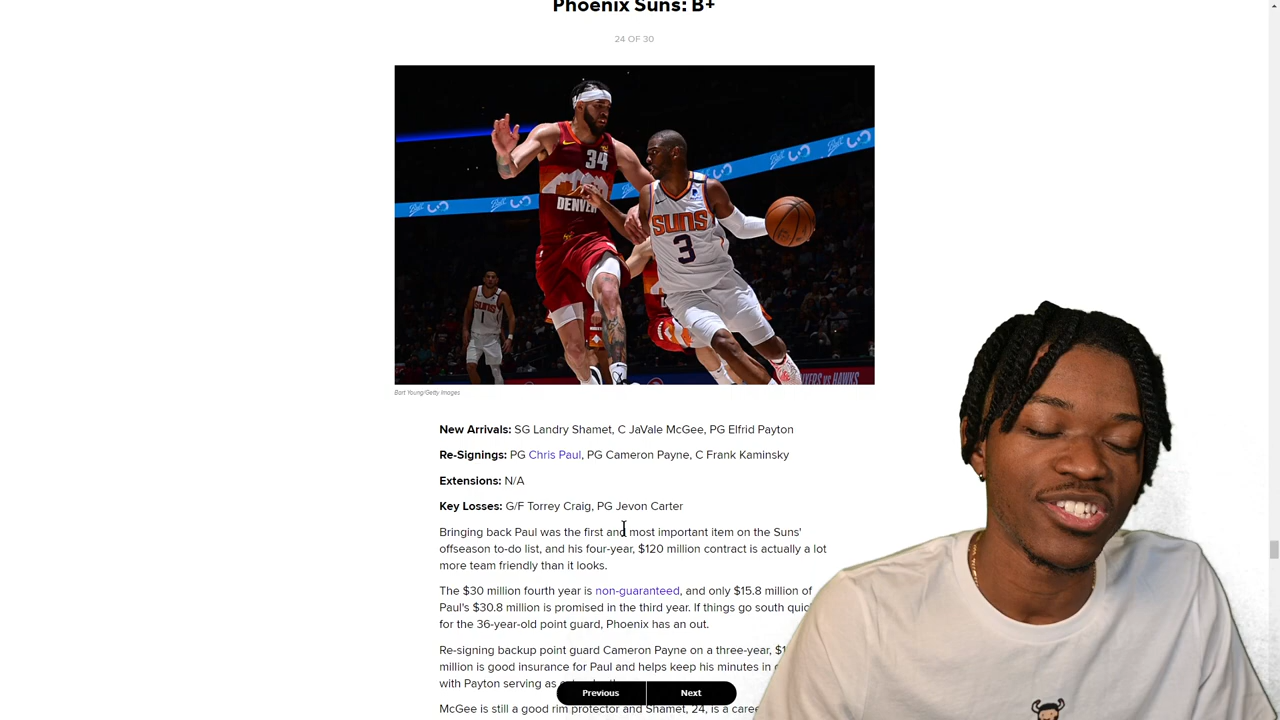 Phoenix Suns: B+
24 OF 30
34
DENVER
SUNS
3
SUNS
1
Bart Young/Getty Images
New Arrivals: SG Landry Shamet, C JaVale McGee, PG Elfrid Payton
Re-Signings: PG Chris Paul, PG Cameron Payne, C Frank Kaminsky
Extensions: N/A
Key Losses: G/F Torrey Craig, PG Jevon Carter
Bringing back Paul was the first and most important item on the Suns'
offseason to-do list, and his four-year, $120 million contract is actually a lot
more team friendly than it looks.
The $30 million fourth year is non-guaranteed, and only $15.8 million of
Paul's $30.8 million is promised in the third year. If things go south
for the 36-year-old point guard, Phoenix has an out.
Re-signing backup point guard Cameron Payne on a three-year,
million is good insurance for Paul and helps keep his minutes in
with Payton serving as
Previous
Next
McGee is still a good rim protector and Shamet, 24, is a